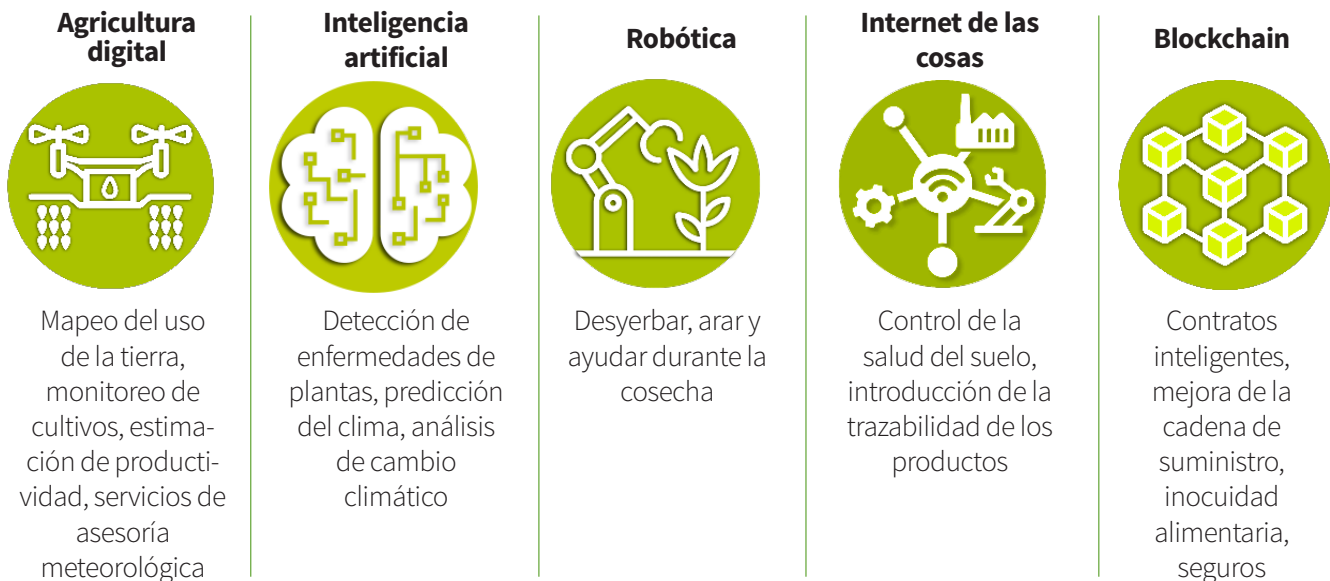 Agricultura
digital
Mapeo del uso
de la tierra,
monitoreo de
cultivos, estima-
ción de producti-
vidad, servicios de
asesoría
meteorológica
Inteligencia
artificial
Detección de
enfermedades de
plantas, predicción
del clima, análisis
de cambio
climático
Robótica
Desyerbar, arar y
ayudar durante la
cosecha
Internet de las
cosas
Control de la
salud del suelo,
introducción de la
trazabilidad de los
productos
Blockchain
Contratos
inteligentes,
mejora de la
cadena de
suministro,
inocuidad
alimentaria,
seguros